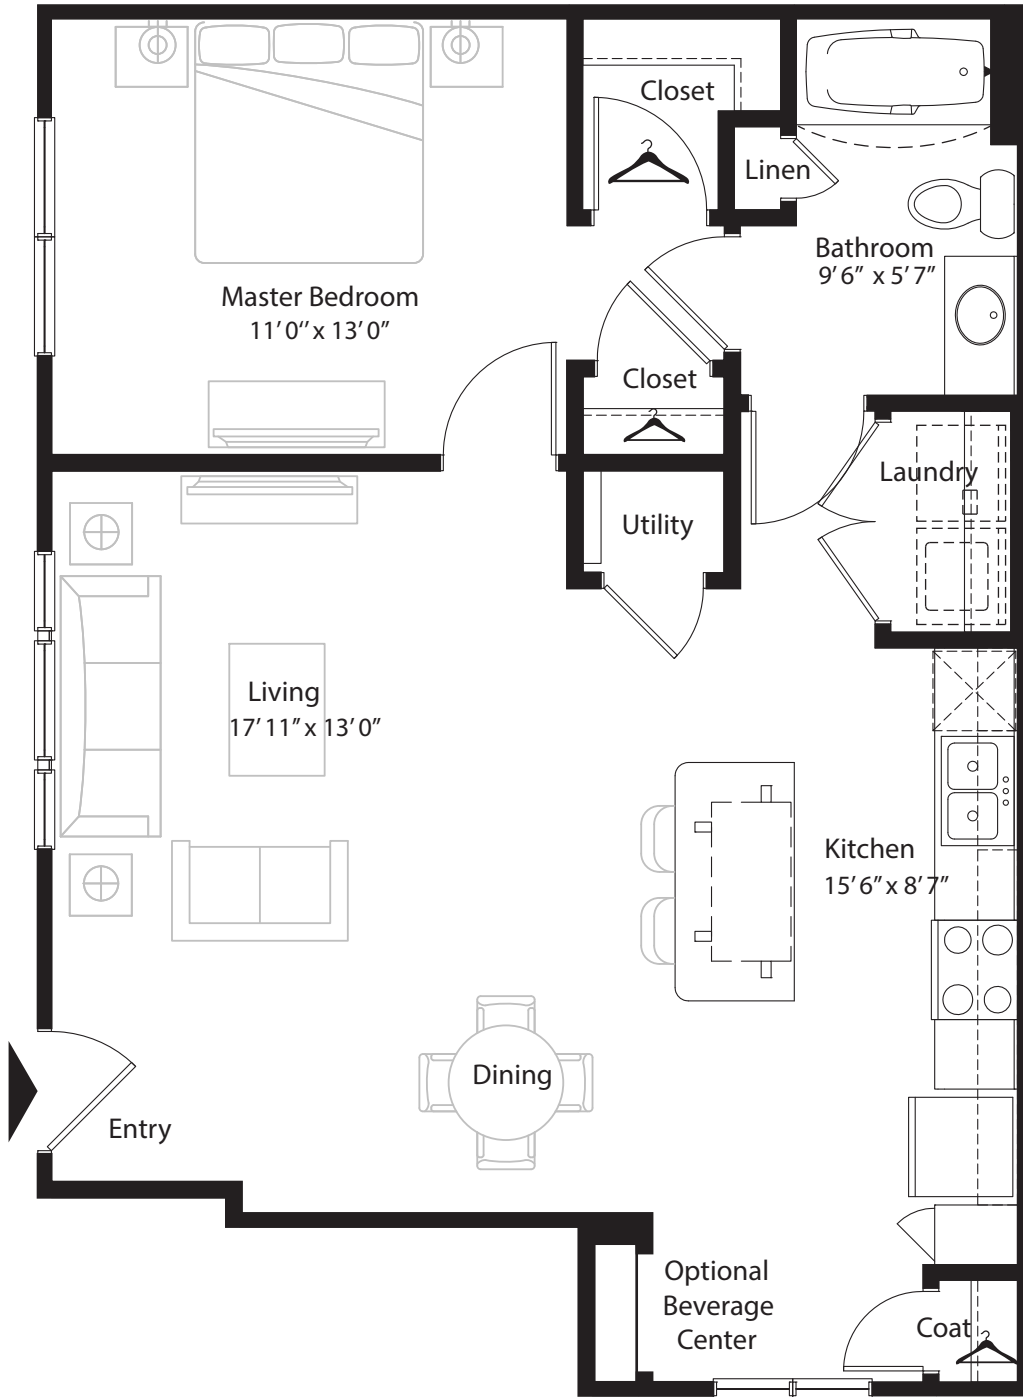 Closet
Linen
Bathroom
9’6” x 5’7”
Master Bedroom
11’0’’ x 13’0”
Closet
Laundry
Utility
Living
17’11” x 13’0”
Kitchen
15’6” x 8’7”
Dining
Entry
Optional
Beverage
Center
Coat